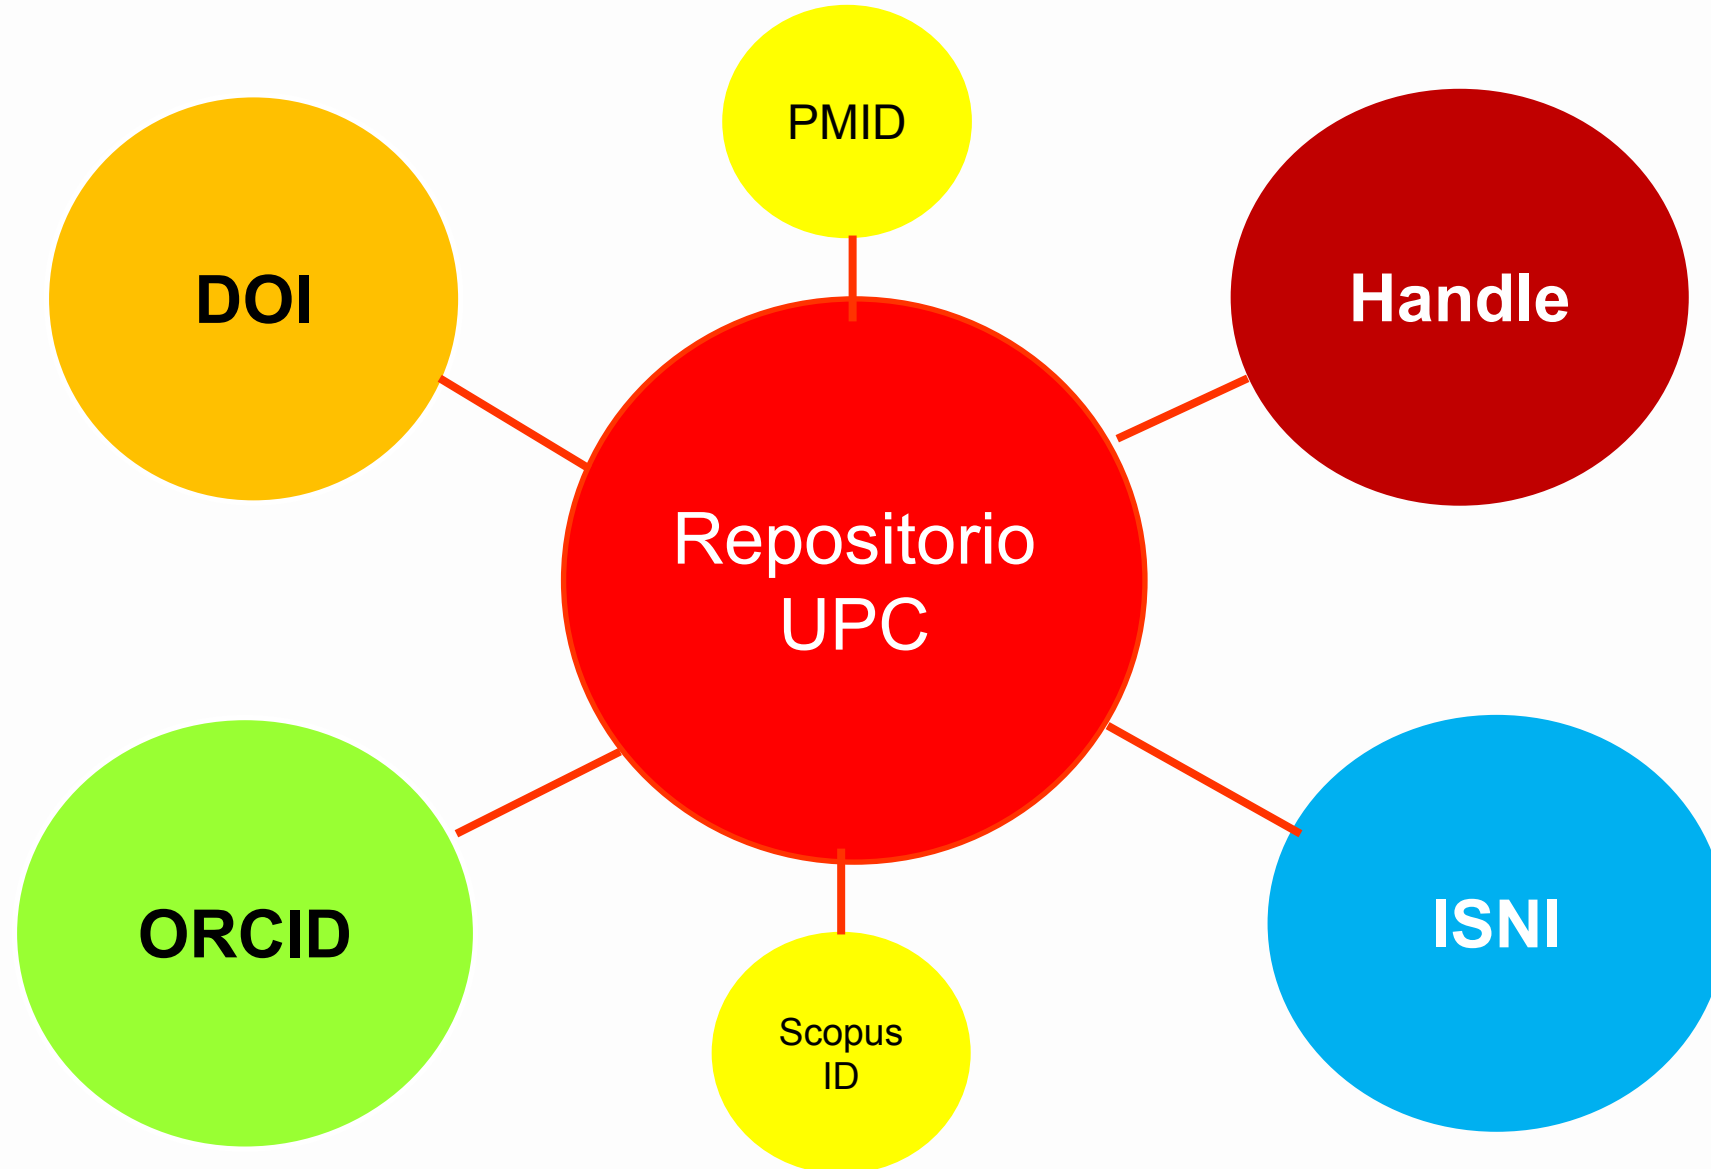 PMID
DOI
Handle
Repositorio
UPC
ORCID
ISNI
Scopus
ID